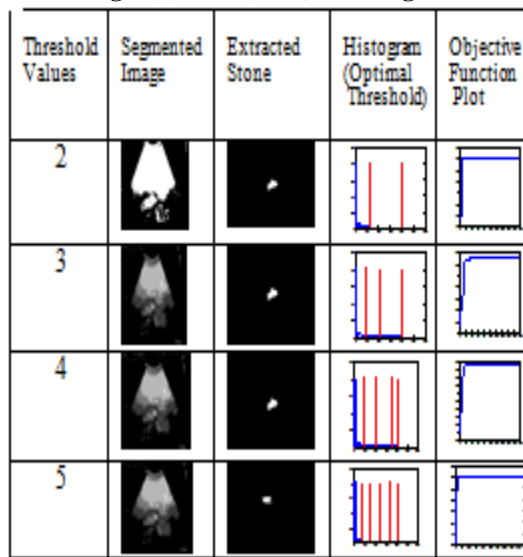 Threshold Values
Segmented Image
Extracted Stone
Histogram (Optimal Threshold)
Objective Function Plot
2
3
4
5